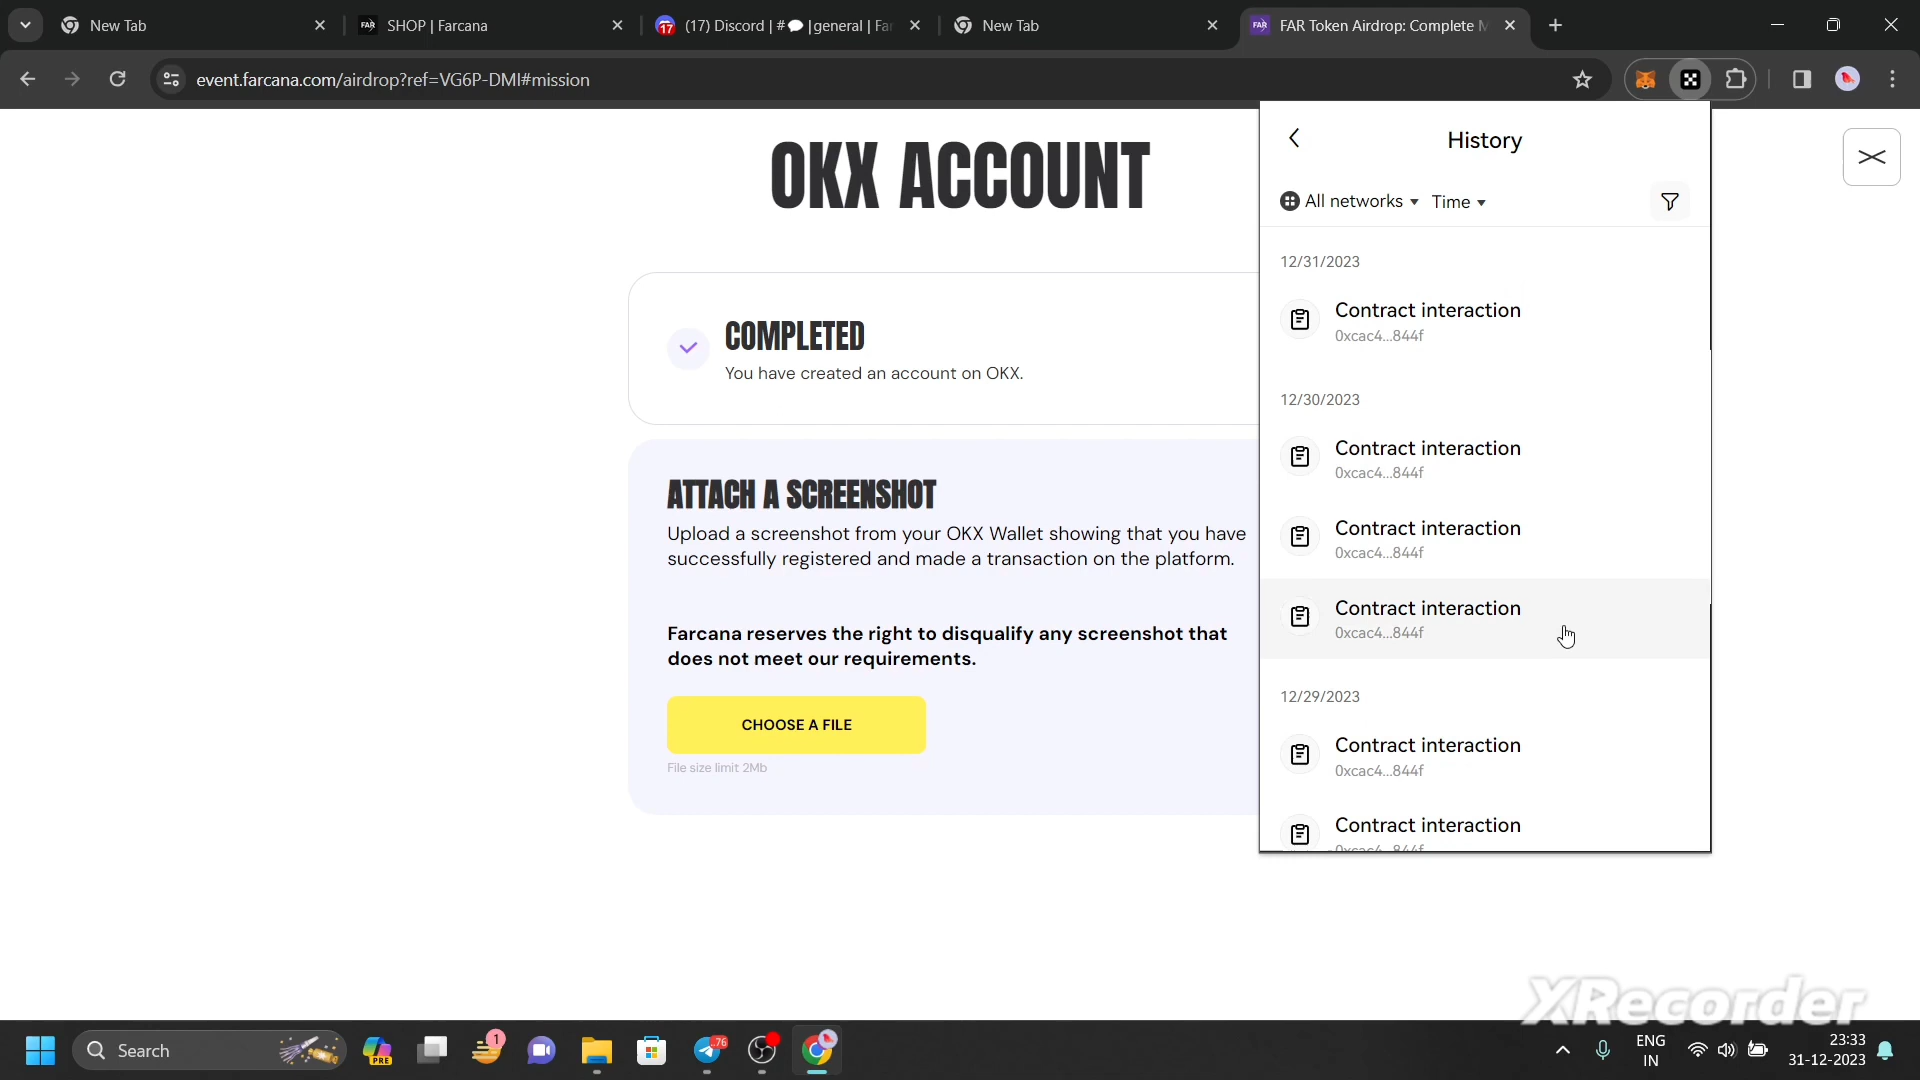 New Tab
SHOP | Farcana
(17) Discord | #💬 |general | Far
New Tab
FAR Token Airdrop: Complete M
event.farcana.com/airdrop?ref=VG6P-DMI#mission
OKX ACCOUNT
COMPLETED
You have created an account on OKX.
ATTACH A SCREENSHOT
Upload a screenshot from your OKX Wallet showing that you have
successfully registered and made a transaction on the platform.
Farcana reserves the right to disqualify any screenshot that
does not meet our requirements.
CHOOSE A FILE
File size limit 2Mb
History
All networks Time
12/31/2023
Contract interaction
0xcac4...844f
12/30/2023
Contract interaction
0xcac4...844f
Contract interaction
0xcac4...844f
Contract interaction
0xcac4...844f
12/29/2023
Contract interaction
0xcac4...844f
Contract interaction
0xcac4...844f
XRecorder
Search
PRE
1
76
ENG
IN
23:33
31-12-2023